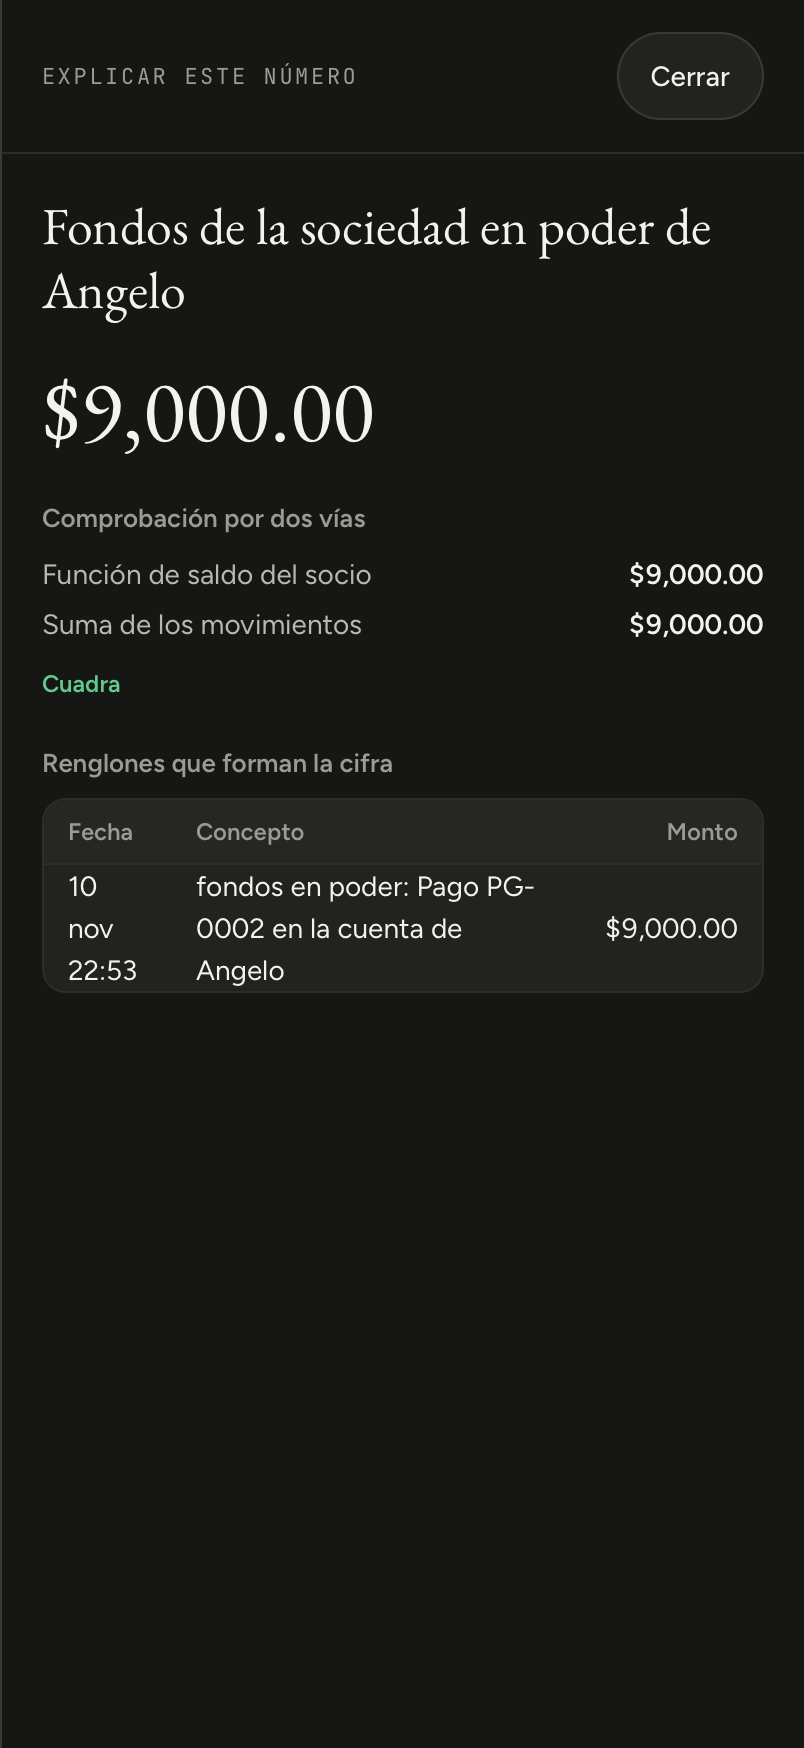 EXPLICAR ESTE NÚMERO
Cerrar
Fondos de la sociedad en poder de
Angelo
$9,000.00
Comprobación por dos vías
Función de saldo del socio $9,000.00
Suma de los movimientos $9,000.00
Cuadra
Renglones que forman la cifra
Fecha Concepto Monto
10 fondos en poder: Pago PG-
nov 0002 en la cuenta de $9,000.00
22:53 Angelo